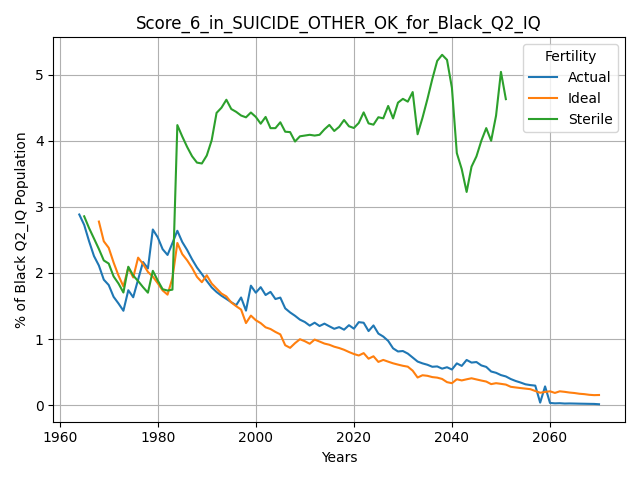 Score_6_in_SUICIDE_OTHER_OK_for_Black_Q2_IQ
% of Black Q2_IQ Population
5
4
3
2
1
0
Fertility
Actual
Ideal
Sterile
1960 1980 2000 2020 2040 2060
Years